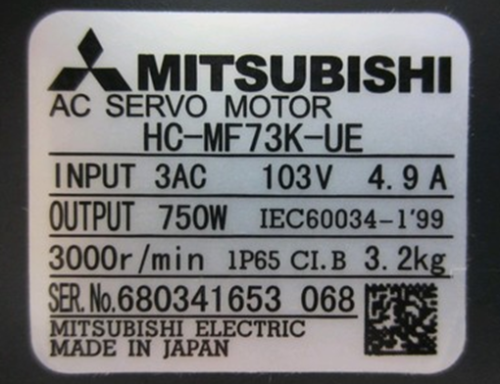 MITSUBISHI
AC SERVO MOTOR
HC-MF73K-UE
INPUT 3AC 103V 4.9A
OUTPUT 750W IEC60034-1'99
3000r/min IP65 CI.B 3.2kg
SER.No.680341653 068
MITSUBISHI ELECTRIC
MADE IN JAPAN